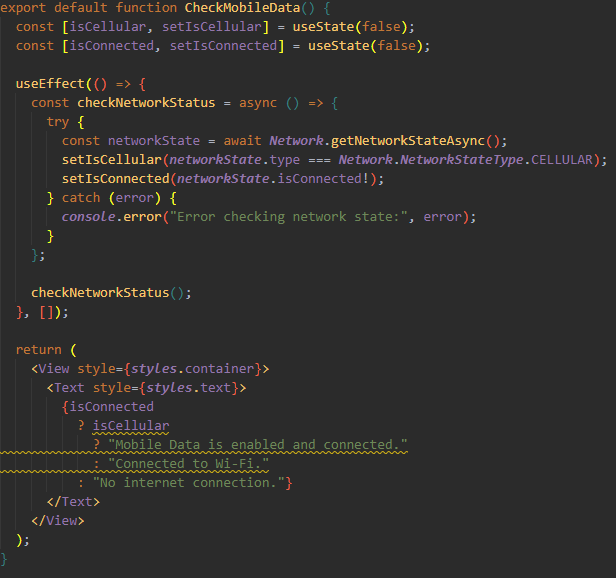 export default function CheckMobileData() {
  const [isCellular, setIsCellular] = useState(false);
  const [isConnected, setIsConnected] = useState(false);

  useEffect(() => {
    const checkNetworkStatus = async () => {
      try {
        const networkState = await Network.getNetworkStateAsync();
        setIsCellular(networkState.type === Network.NetworkStateType.CELLULAR);
        setIsConnected(networkState.isConnected!);
      } catch (error) {
        console.error("Error checking network state:", error);
      }
    };

    checkNetworkStatus();
  }, []);

  return (
    <View style={styles.container}>
      <Text style={styles.text}>
        {isConnected
          ? isCellular
            ? "Mobile Data is enabled and connected."
            : "Connected to Wi-Fi."
          : "No internet connection."}
      </Text>
    </View>
  );
}